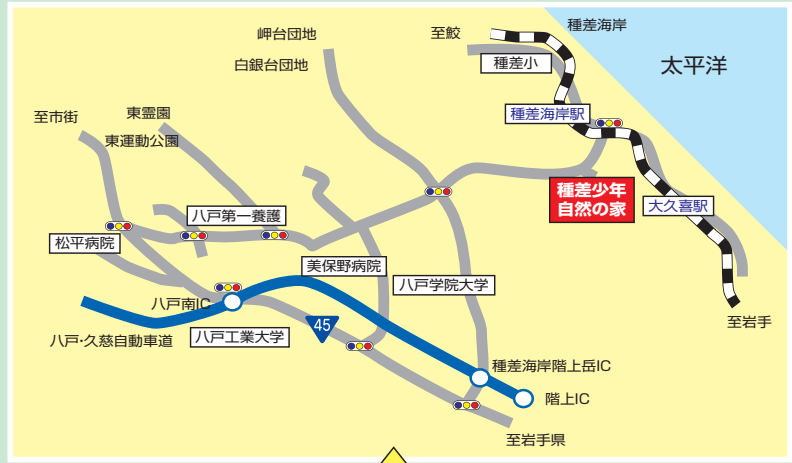 種差海岸
岬台団地
至鮫
白銀台団地
種差小
太平洋
東霊園
至市街
種差海岸駅
東運動公園
種差少年
自然の家
大久喜駅
八戸第一養護
松平病院
美保野病院
八戸学院大学
八戸南IC
45
至岩手
八戸・久慈自動車道
八戸工業大学
種差海岸階上岳IC
階上IC
至岩手県